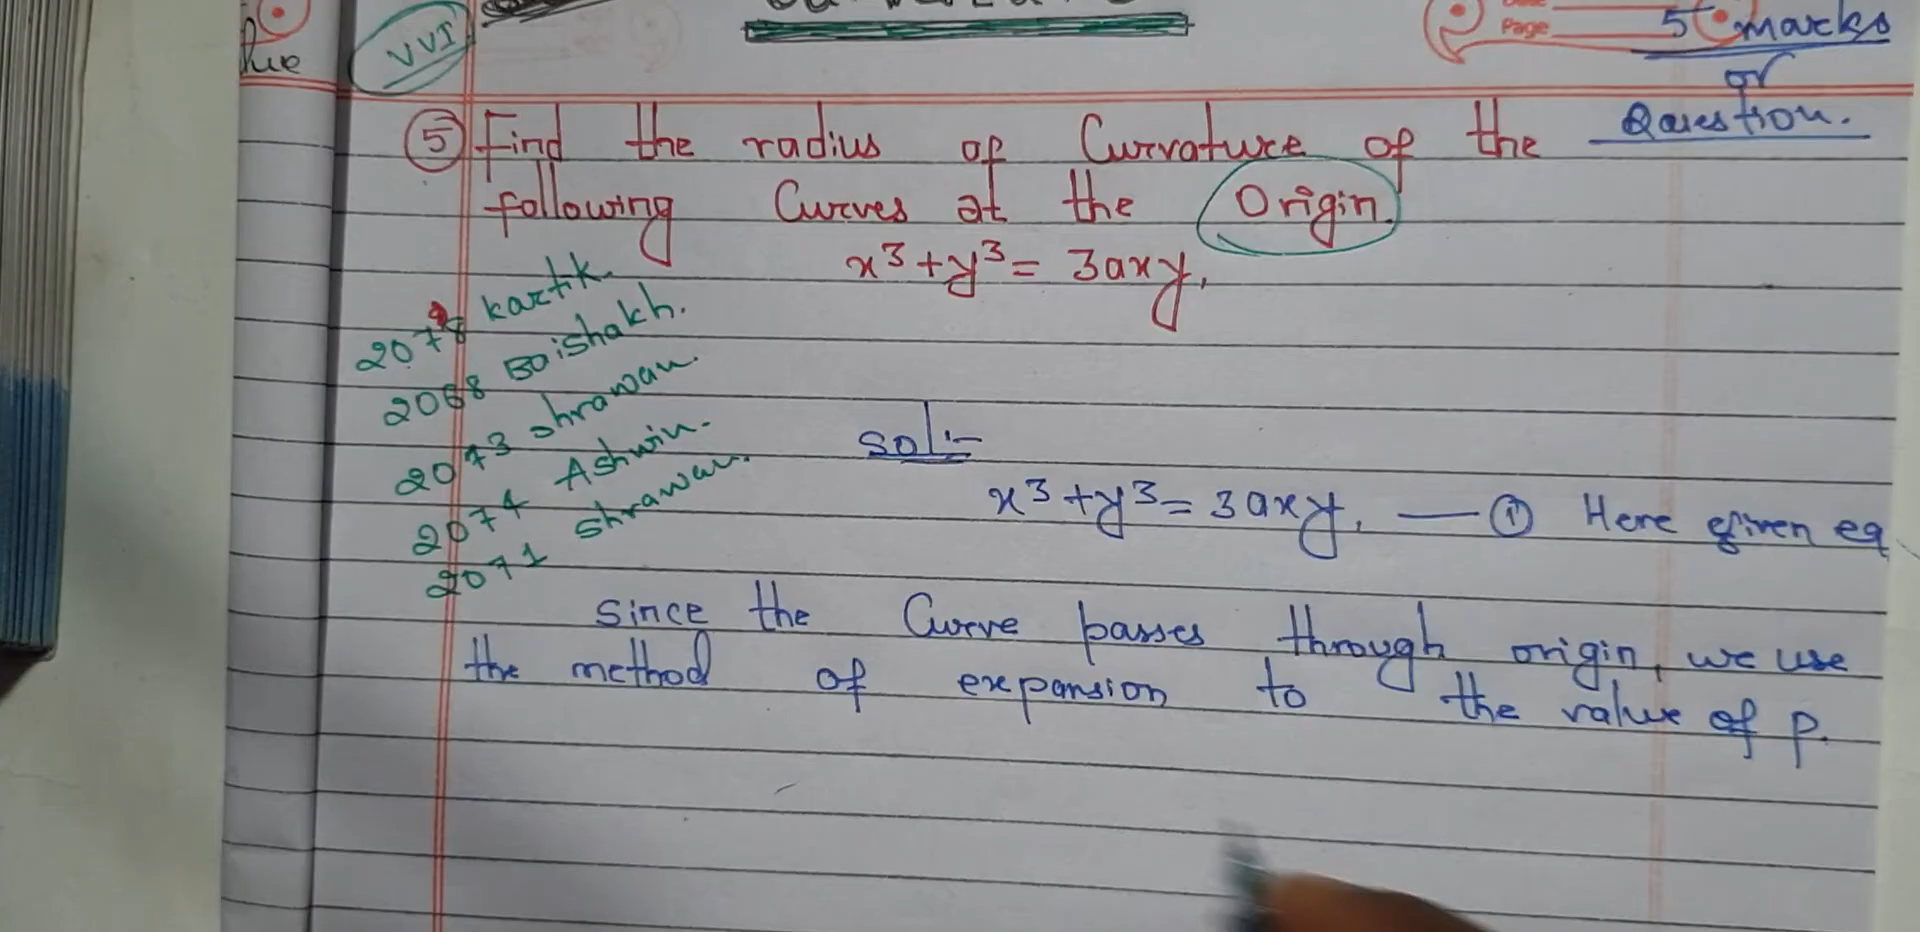 5 marks
Page
VVI
or
Question.
⑤ Find the radius of Curvature of the
following Curves at the Origin.
x³ + y³ = 3axy.
2078 kartik.
2068 Baishakh.
2073 shrawan.
2074 Ashwin.
2071 shrawan.
sol:-
x³ + y³ = 3axy. — ① Here given eq
since the Curve passes through origin, we use
the method of expansion to the value of ρ.